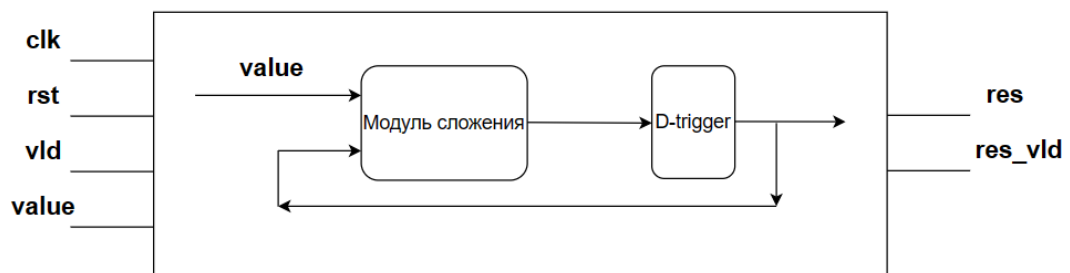 clk
rst
vld
value
value
Модуль сложения
D-trigger
res
res_vld